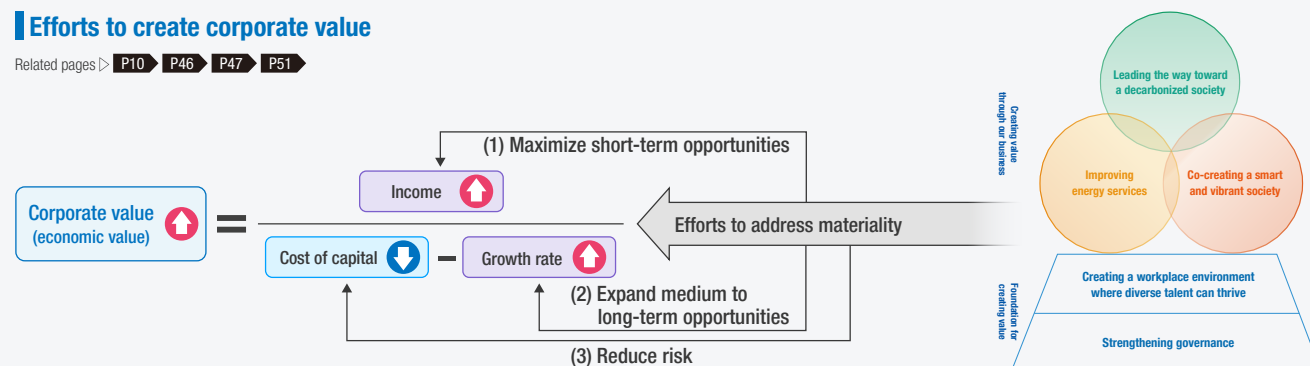 Efforts to create corporate value
Related pages ▷ P10 P46 P47 P51
(1) Maximize short-term opportunities
Income
Corporate value
(economic value)
=
Cost of capital
–
Growth rate
Efforts to address materiality
(2) Expand medium to
long-term opportunities
(3) Reduce risk
Creating value
through our business
Leading the way toward
a decarbonized society
Improving
energy services
Co-creating a smart
and vibrant society
Foundation for
creating value
Creating a workplace environment
where diverse talent can thrive
Strengthening governance